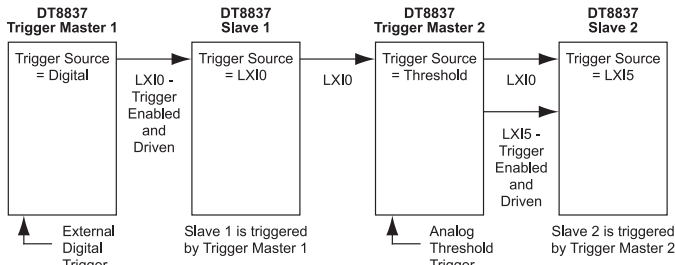 DT8837
Trigger Master 1
DT8837
Slave 1
DT8837
Trigger Master 2
DT8837
Slave 2
Trigger Source
= Digital
LXI0 -
Trigger
Enabled
and
Driven
Trigger Source
= LXI0
LXI0
Trigger Source
= Threshold
LXI0
LXI5 -
Trigger
Enabled
and
Driven
Trigger Source
= LXI5
External
Digital
Trigger
Slave 1 is triggered
by Trigger Master 1
Analog
Threshold
Trigger
Slave 2 is triggered
by Trigger Master 2